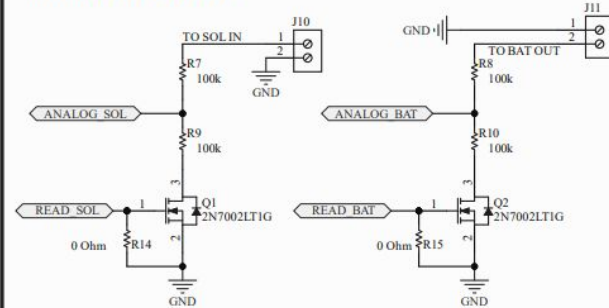 J10
TO SOL IN
1
2
GND
R7
100k
ANALOG_SOL
R9
100k
3
READ_SOL
1
Q1
2N7002LT1G
2
0 Ohm
R14
GND
J11
GND
1
2
TO BAT OUT
R8
100k
ANALOG_BAT
R10
100k
3
READ_BAT
1
Q2
2N7002LT1G
2
0 Ohm
R15
GND